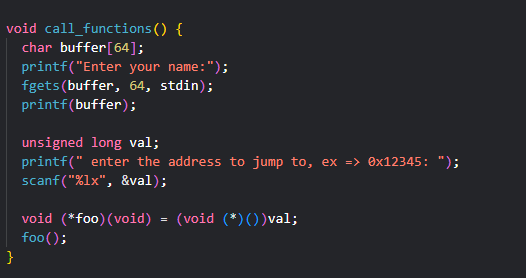 void call_functions() {
char buffer[64];
printf("Enter your name:");
fgets(buffer, 64, stdin);
printf(buffer);
unsigned long val;
printf(" enter the address to jump to, ex => 0x12345: ");
scanf("%lx", &val);
void (*foo)(void) = (void (*)())val;
foo();
}